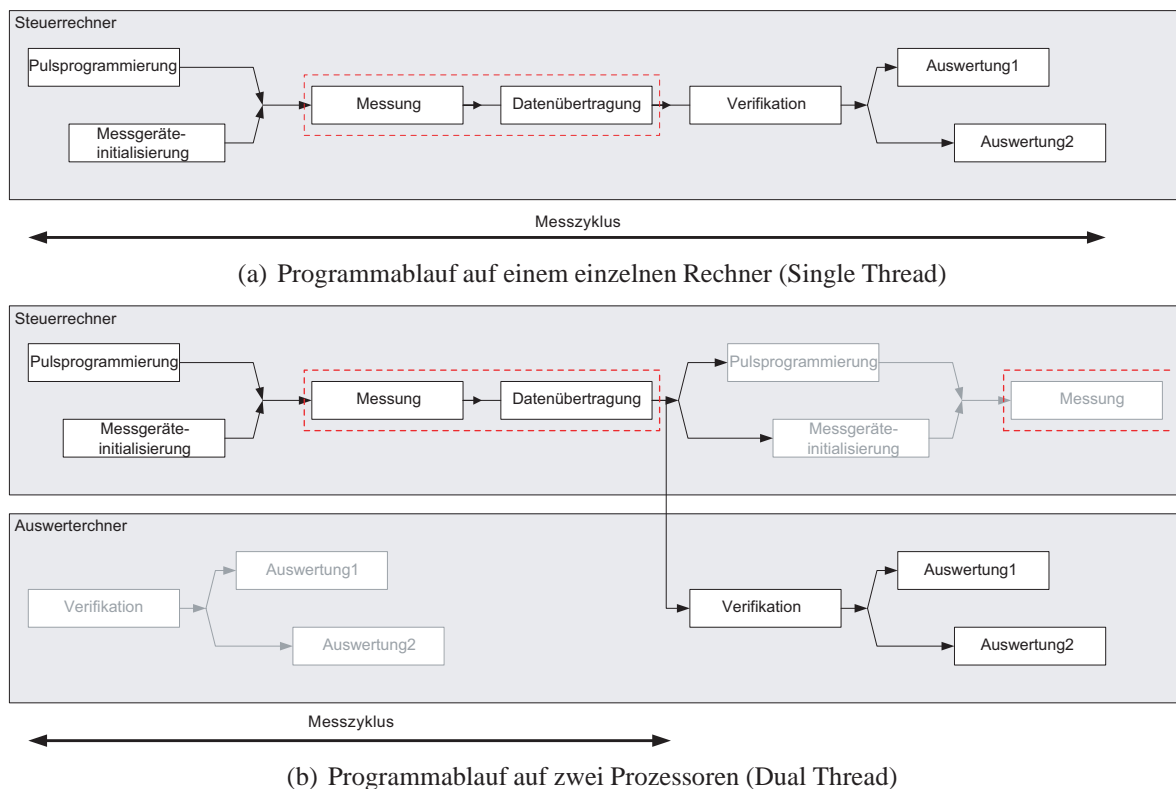 Steuerrechner
Pulsprogrammierung
Messgeräte-
initialisierung
Messung
Datenübertragung
Verifikation
Auswertung1
Auswertung2
Messzyklus
(a) Programmablauf auf einem einzelnen Rechner (Single Thread)
Steuerrechner
Pulsprogrammierung
Messgeräte-
initialisierung
Messung
Datenübertragung
Pulsprogrammierung
Messgeräte-
initialisierung
Messung
Auswerterchner
Verifikation
Auswertung1
Auswertung2
Verifikation
Auswertung1
Auswertung2
Messzyklus
(b) Programmablauf auf zwei Prozessoren (Dual Thread)